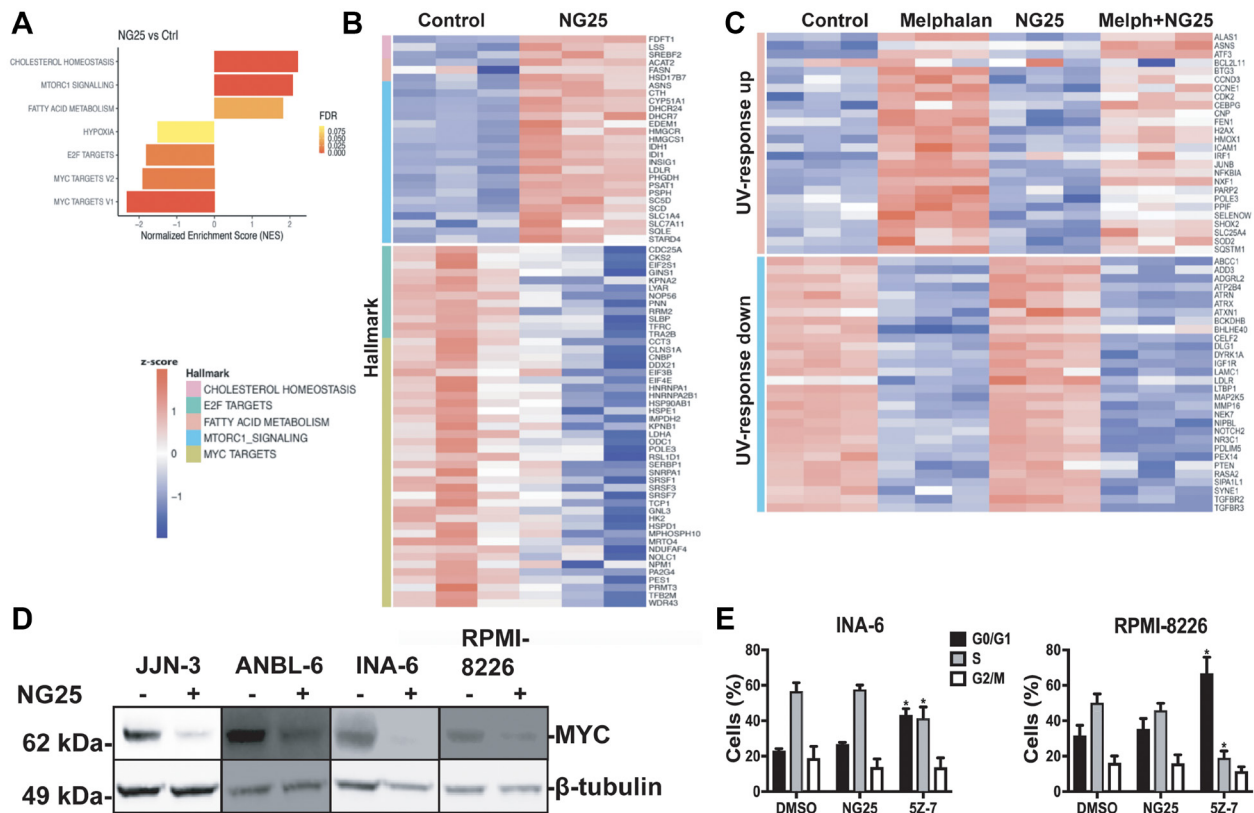 A
NG25 vs Ctrl
CHOLESTEROL HOMEOSTASIS
MTORC1 SIGNALLING
FATTY ACID METABOLISM
HYPOXIA
E2F TARGETS
MYC TARGETS V2
MYC TARGETS V1
−2 −1 0 1 2
Normalized Enrichment Score (NES)
FDR
0.075
0.050
0.025
0.000
z-score
1
0
−1
Hallmark
CHOLESTEROL HOMEOSTASIS
E2F TARGETS
FATTY ACID METABOLISM
MTORC1_SIGNALING
MYC TARGETS
B
Control NG25
Hallmark
FDFT1
LSS
SREBF2
ACAT2
FASN
HSD17B7
ASNS
CTH
CYP51A1
DHCR24
DHCR7
EDEM1
HMGCR
HMGCS1
IDH1
IDI1
INSIG1
LDLR
PHGDH
PSAT1
PSPH
SC5D
SCD
SLC1A4
SLC7A11
SQLE
STARD4
CDC25A
CKS2
EIF2S1
GINS1
KPNA2
LYAR
NOP56
PNN
RRM2
SLBP
TFRC
TRA2B
CCT3
CLNS1A
CNBP
DDX21
EIF3B
EIF4E
HNRNPA1
HNRNPA2B1
HSP90AB1
HSPE1
IMPDH2
KPNB1
LDHA
ODC1
POLE3
RSL1D1
SERBP1
SNRPA1
SRSF1
SRSF3
SRSF7
TCP1
GNL3
HK2
HSPD1
MPHOSPH10
MRTO4
NDUFAF4
NOLC1
NPM1
PA2G4
PES1
PRMT3
TFB2M
WDR43
C
Control Melphalan NG25 Melph+NG25
UV-response up
ALAS1
ASNS
ATF3
BCL2L11
BTG3
CCND3
CCNE1
CDK2
CEBPG
CNP
FEN1
H2AX
HMOX1
ICAM1
IRF1
JUNB
NFKBIA
NXF1
PARP2
POLE3
PPIF
SELENOW
SHOX2
SLC25A4
SOD2
SQSTM1
UV-response down
ABCC1
ADD3
ADGRL2
ATP2B4
ATRN
ATRX
ATXN1
BCKDHB
BHLHE40
CELF2
DLG1
DYRK1A
IGF1R
LAMC1
LDLR
LTBP1
MAP2K5
MMP16
NEK7
NIPBL
NOTCH2
NR3C1
PDLIM5
PEX14
PTEN
RASA2
SIPA1L1
SYNE1
TGFBR2
TGFBR3
D
JJN-3 ANBL-6 INA-6 RPMI-
8226
NG25 - + - + - + - +
62 kDa- -MYC
49 kDa- -β-tubulin
E
INA-6
Cells (%)
80
60
40
20
0
* *
DMSO NG25 5Z-7
G0/G1
S
G2/M
RPMI-8226
Cells (%)
80
60
40
20
0
* *
DMSO NG25 5Z-7